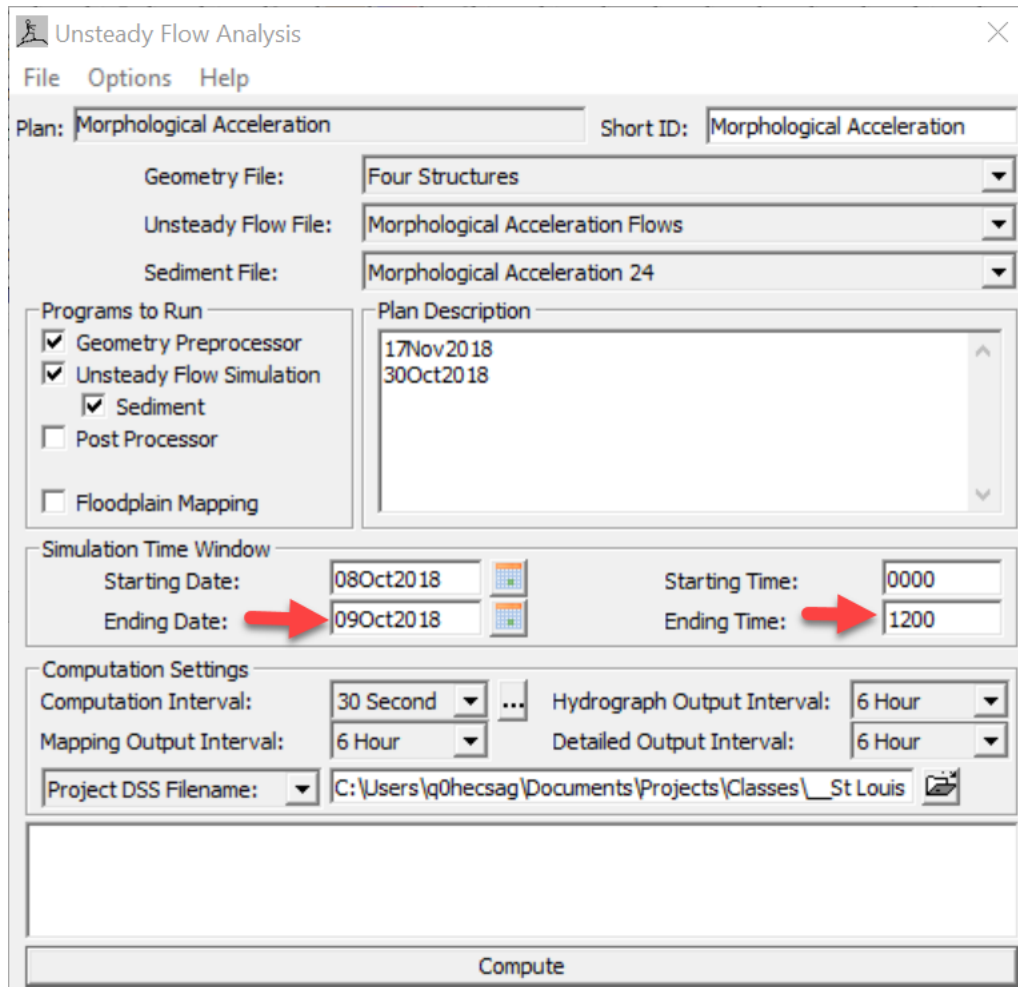 Unsteady Flow Analysis
File Options Help
Plan: Morphological Acceleration Short ID: Morphological Acceleration
Geometry File: Four Structures
Unsteady Flow File: Morphological Acceleration Flows
Sediment File: Morphological Acceleration 24
Programs to Run
Geometry Preprocessor
Unsteady Flow Simulation
Sediment
Post Processor
Floodplain Mapping
Plan Description
17Nov2018
30Oct2018
Simulation Time Window
Starting Date: 08Oct2018 Starting Time: 0000
Ending Date: 09Oct2018 Ending Time: 1200
Computation Settings
Computation Interval: 30 Second ... Hydrograph Output Interval: 6 Hour
Mapping Output Interval: 6 Hour Detailed Output Interval: 6 Hour
Project DSS Filename: C:\Users\q0hecsag\Documents\Projects\Classes\__St Louis
Compute